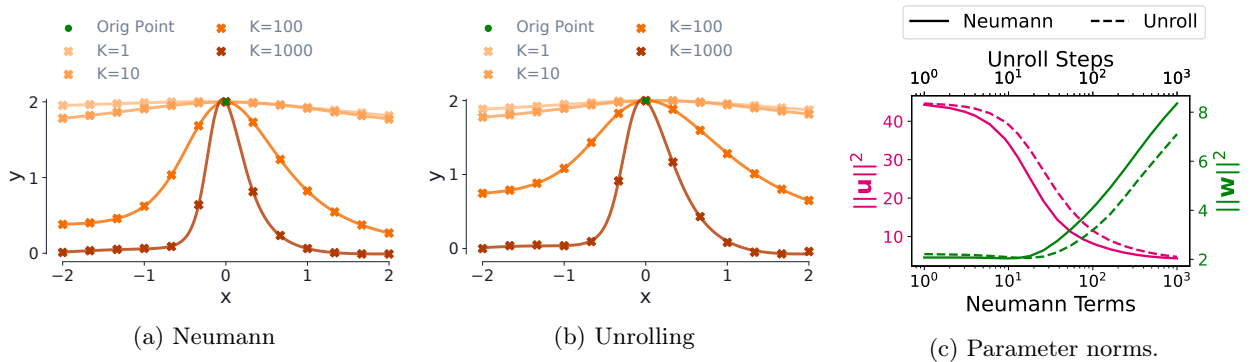 Orig Point
K=1
K=10
K=100
K=1000
2
1
0
y
−2
−1
0
1
2
x
(a) Neumann
Orig Point
K=1
K=10
K=100
K=1000
2
1
0
y
−2
−1
0
1
2
x
(b) Unrolling
Neumann
Unroll
Unroll Steps
10^0
10^1
10^2
10^3
40
30
20
10
||u||^2
8
6
4
2
||w||^2
10^0
10^1
10^2
10^3
Neumann Terms
(c) Parameter norms.